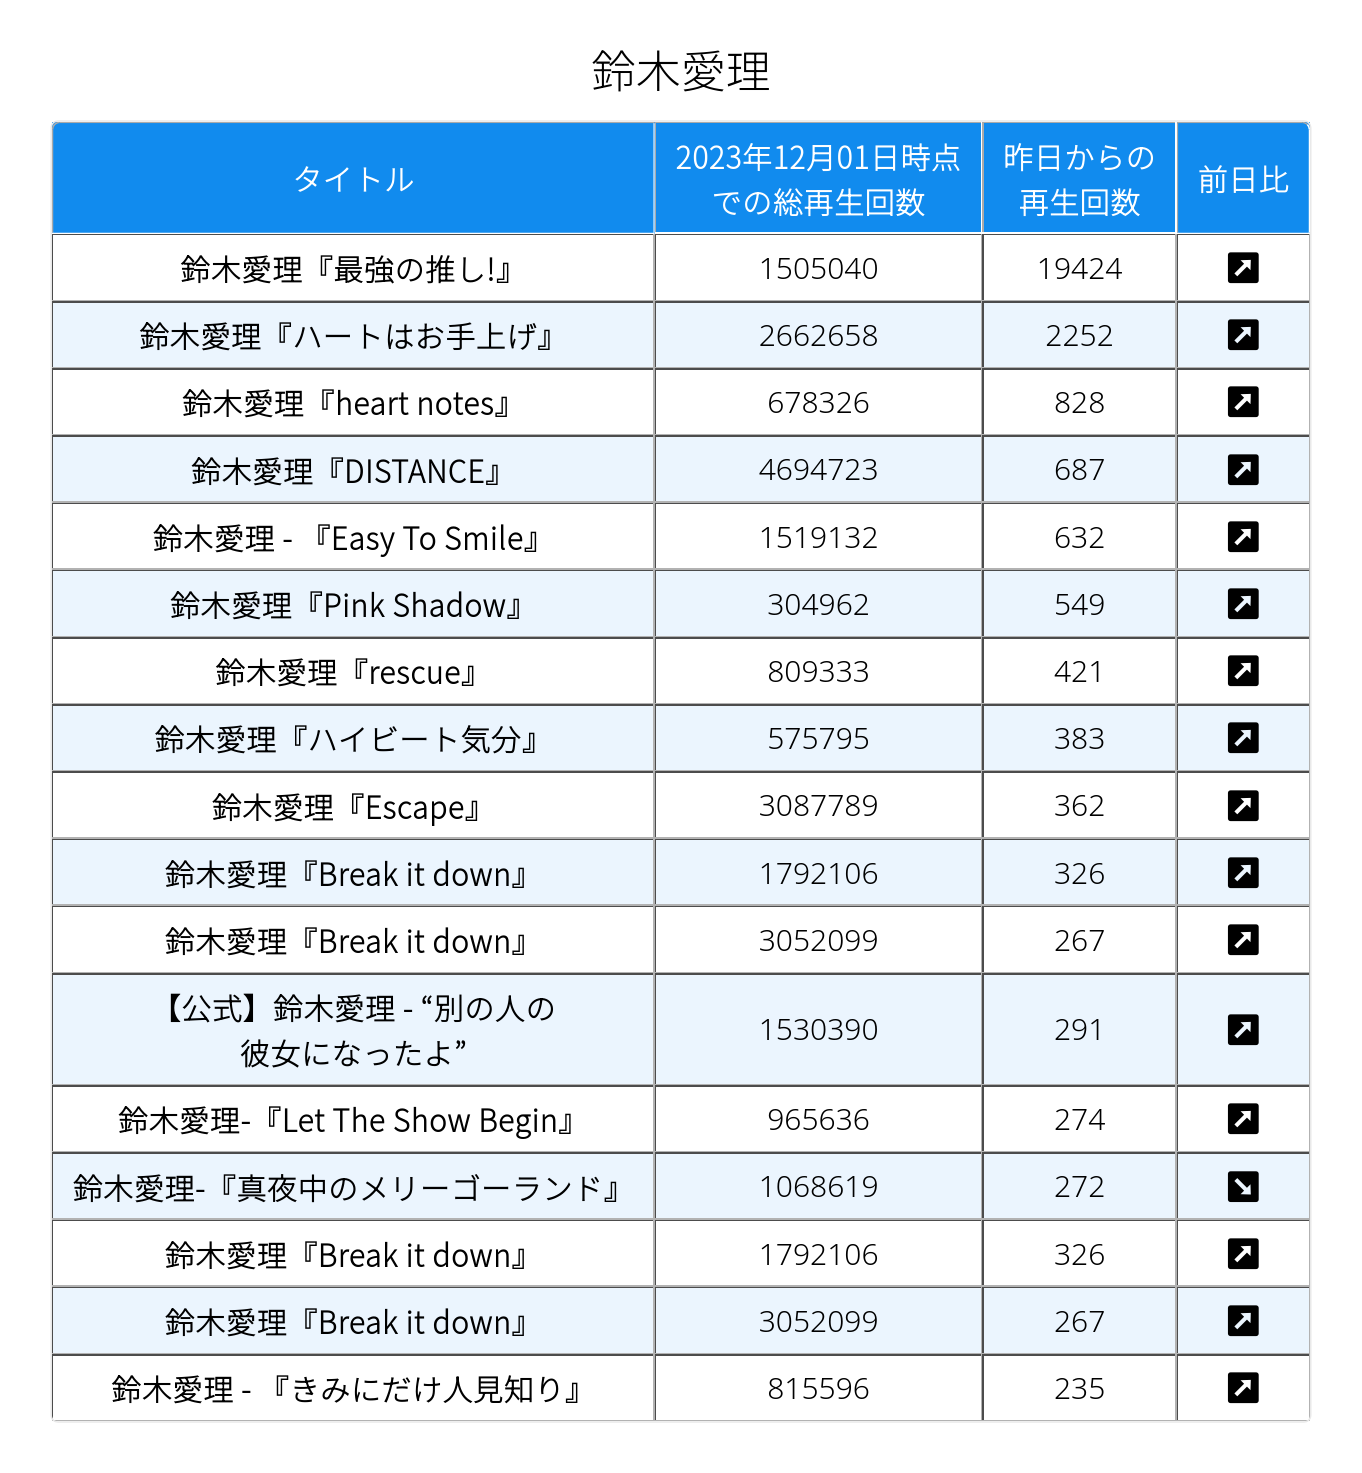 鈴木愛理
タイトル 2023年12月01日時点での総再生回数 昨日からの再生回数 前日比
鈴木愛理『最強の推し!』 1505040 19424 ↗
鈴木愛理『ハートはお手上げ』 2662658 2252 ↗
鈴木愛理『heart notes』 678326 828 ↗
鈴木愛理『DISTANCE』 4694723 687 ↗
鈴木愛理 - 『Easy To Smile』 1519132 632 ↗
鈴木愛理『Pink Shadow』 304962 549 ↗
鈴木愛理『rescue』 809333 421 ↗
鈴木愛理『ハイビート気分』 575795 383 ↗
鈴木愛理『Escape』 3087789 362 ↗
鈴木愛理『Break it down』 1792106 326 ↗
鈴木愛理『Break it down』 3052099 267 ↗
【公式】鈴木愛理 - “別の人の彼女になったよ” 1530390 291 ↗
鈴木愛理-『Let The Show Begin』 965636 274 ↗
鈴木愛理-『真夜中のメリーゴーランド』 1068619 272 ↘
鈴木愛理『Break it down』 1792106 326 ↗
鈴木愛理『Break it down』 3052099 267 ↗
鈴木愛理 - 『きみにだけ人見知り』 815596 235 ↗